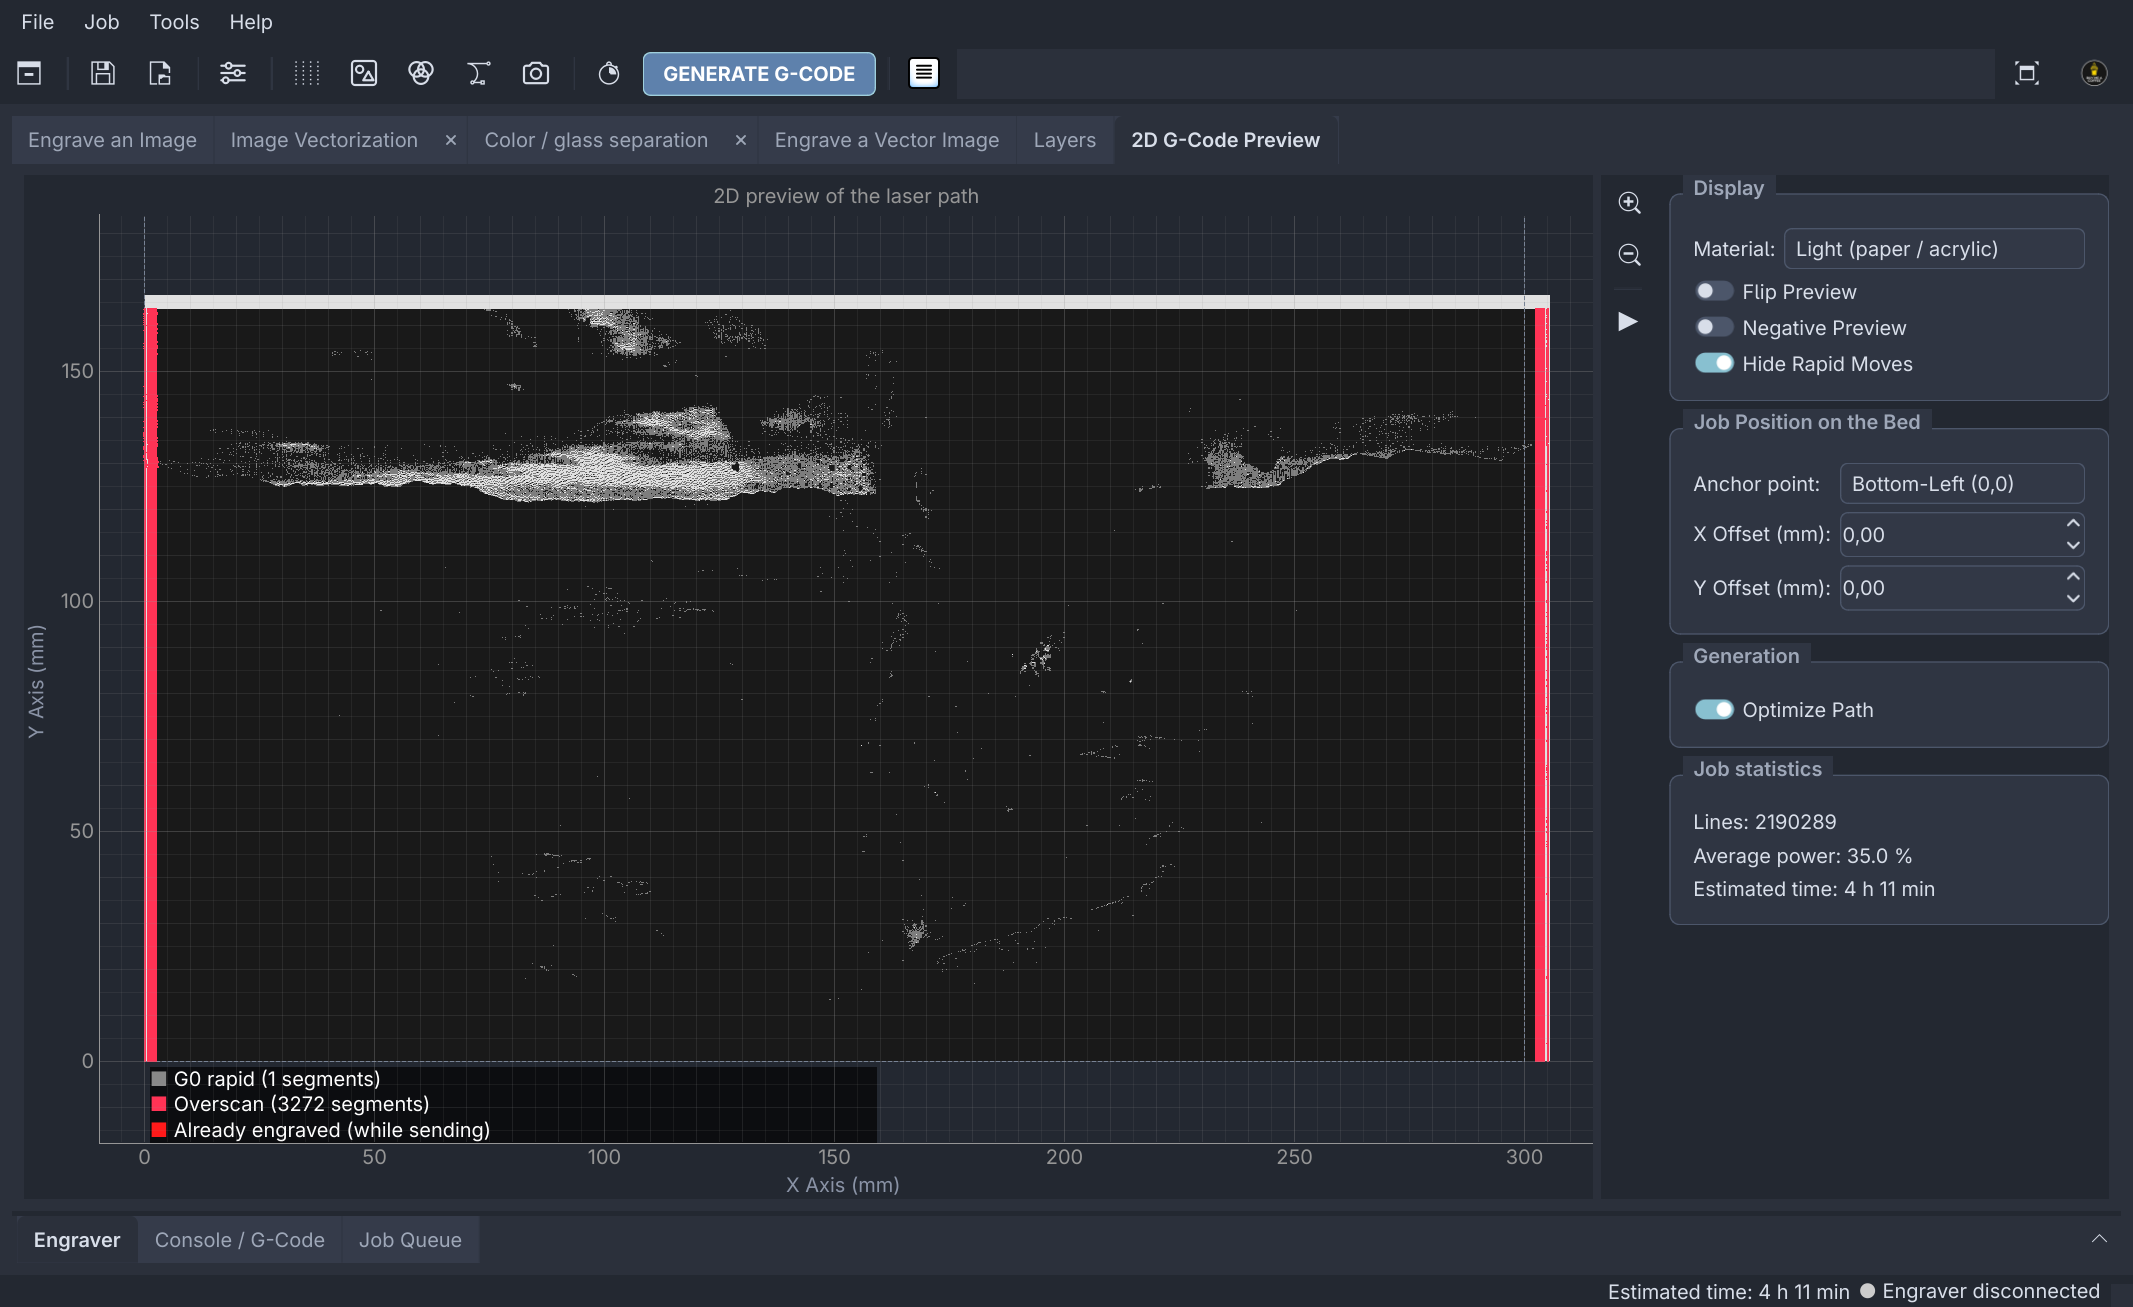 File Job Tools Help
GENERATE G-CODE
Engrave an Image Image Vectorization Color / glass separation Engrave a Vector Image Layers 2D G-Code Preview
2D preview of the laser path
150
100
50
0
Y Axis (mm)
G0 rapid (1 segments)
Overscan (3272 segments)
Already engraved (while sending)
0 50 100 150 200 250 300
X Axis (mm)
Display
Material: Light (paper / acrylic)
Flip Preview
Negative Preview
Hide Rapid Moves
Job Position on the Bed
Anchor point: Bottom-Left (0,0)
X Offset (mm): 0,00
Y Offset (mm): 0,00
Generation
Optimize Path
Job statistics
Lines: 2190289
Average power: 35.0 %
Estimated time: 4 h 11 min
Engraver Console / G-Code Job Queue
Estimated time: 4 h 11 min Engraver disconnected